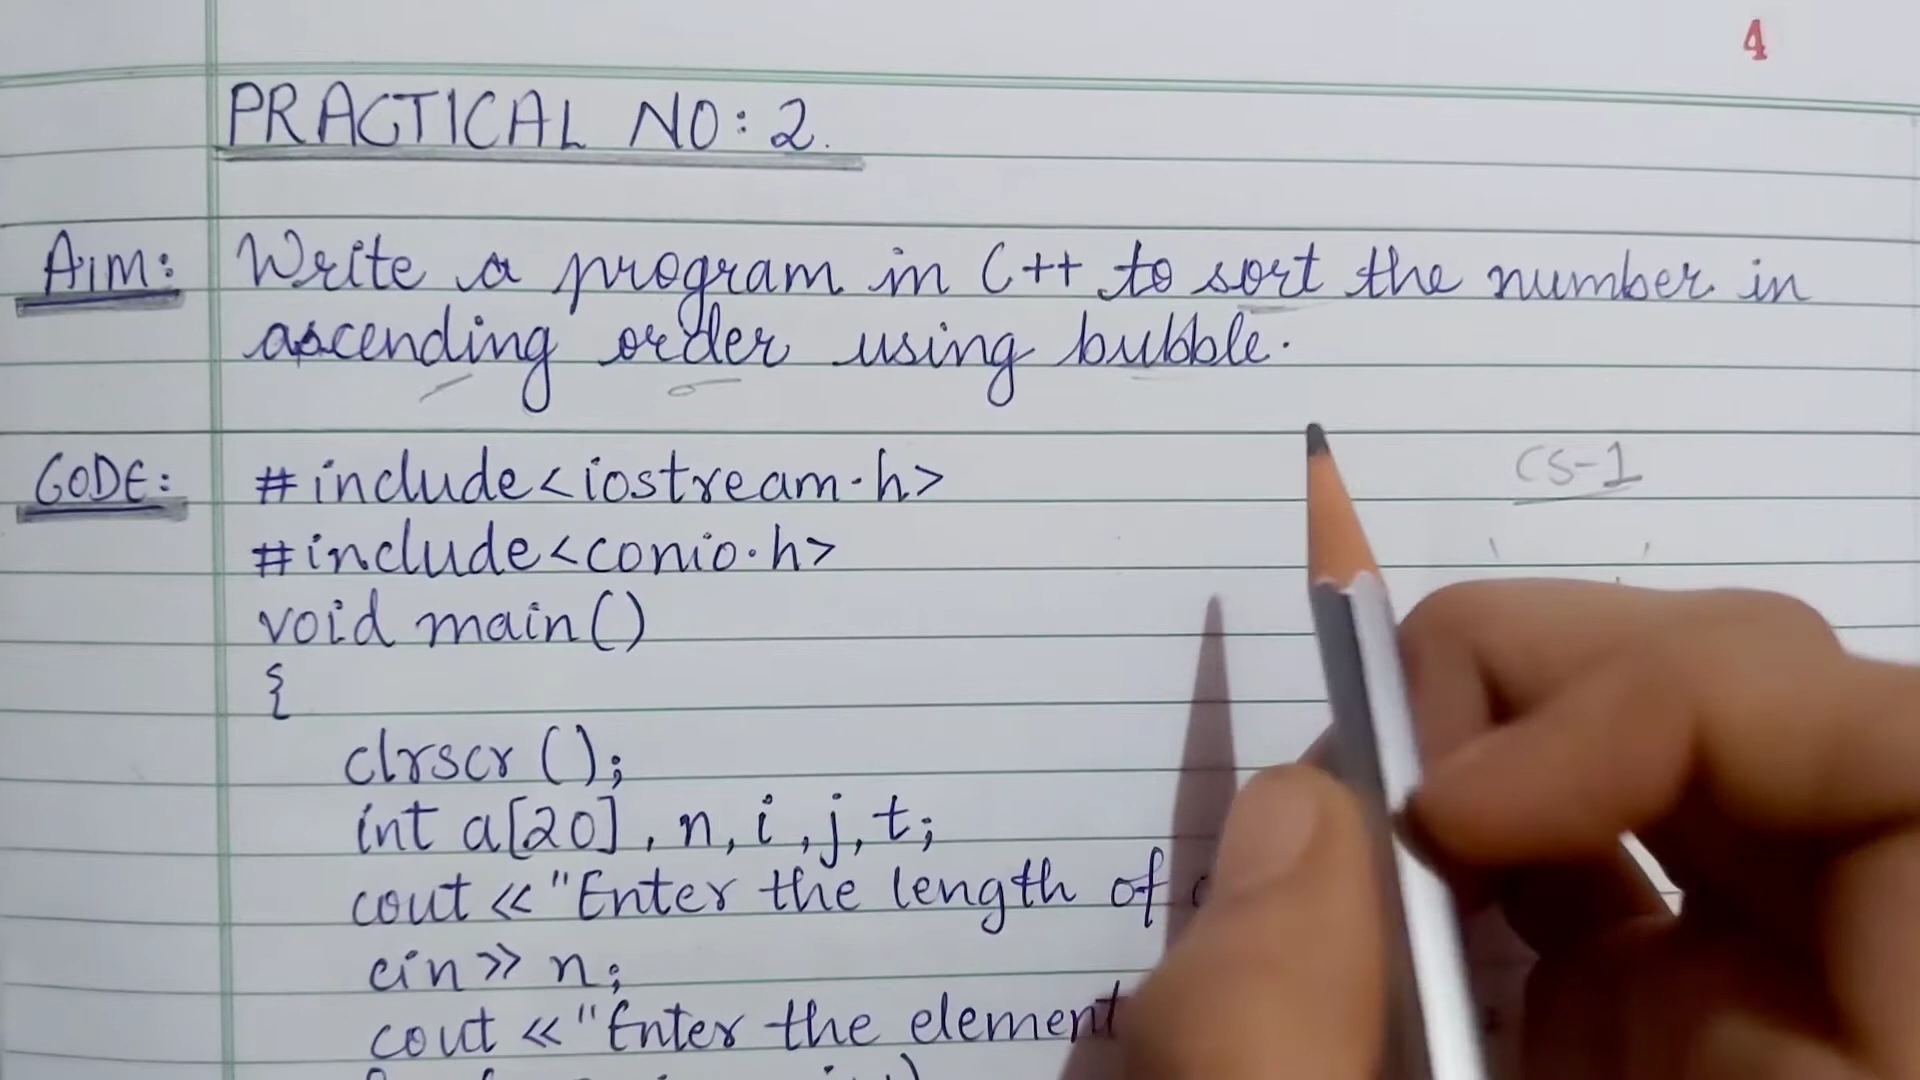 4
PRACTICAL NO: 2.
AIM: Write a program in C++ to sort the number in
ascending order using bubble.
CODE: #include<iostream.h>
CS-1
#include<conio.h>
void main()
{
clrscr();
int a[20], n, i, j, t;
cout << "Enter the length of
cin >> n;
cout << "Enter the element